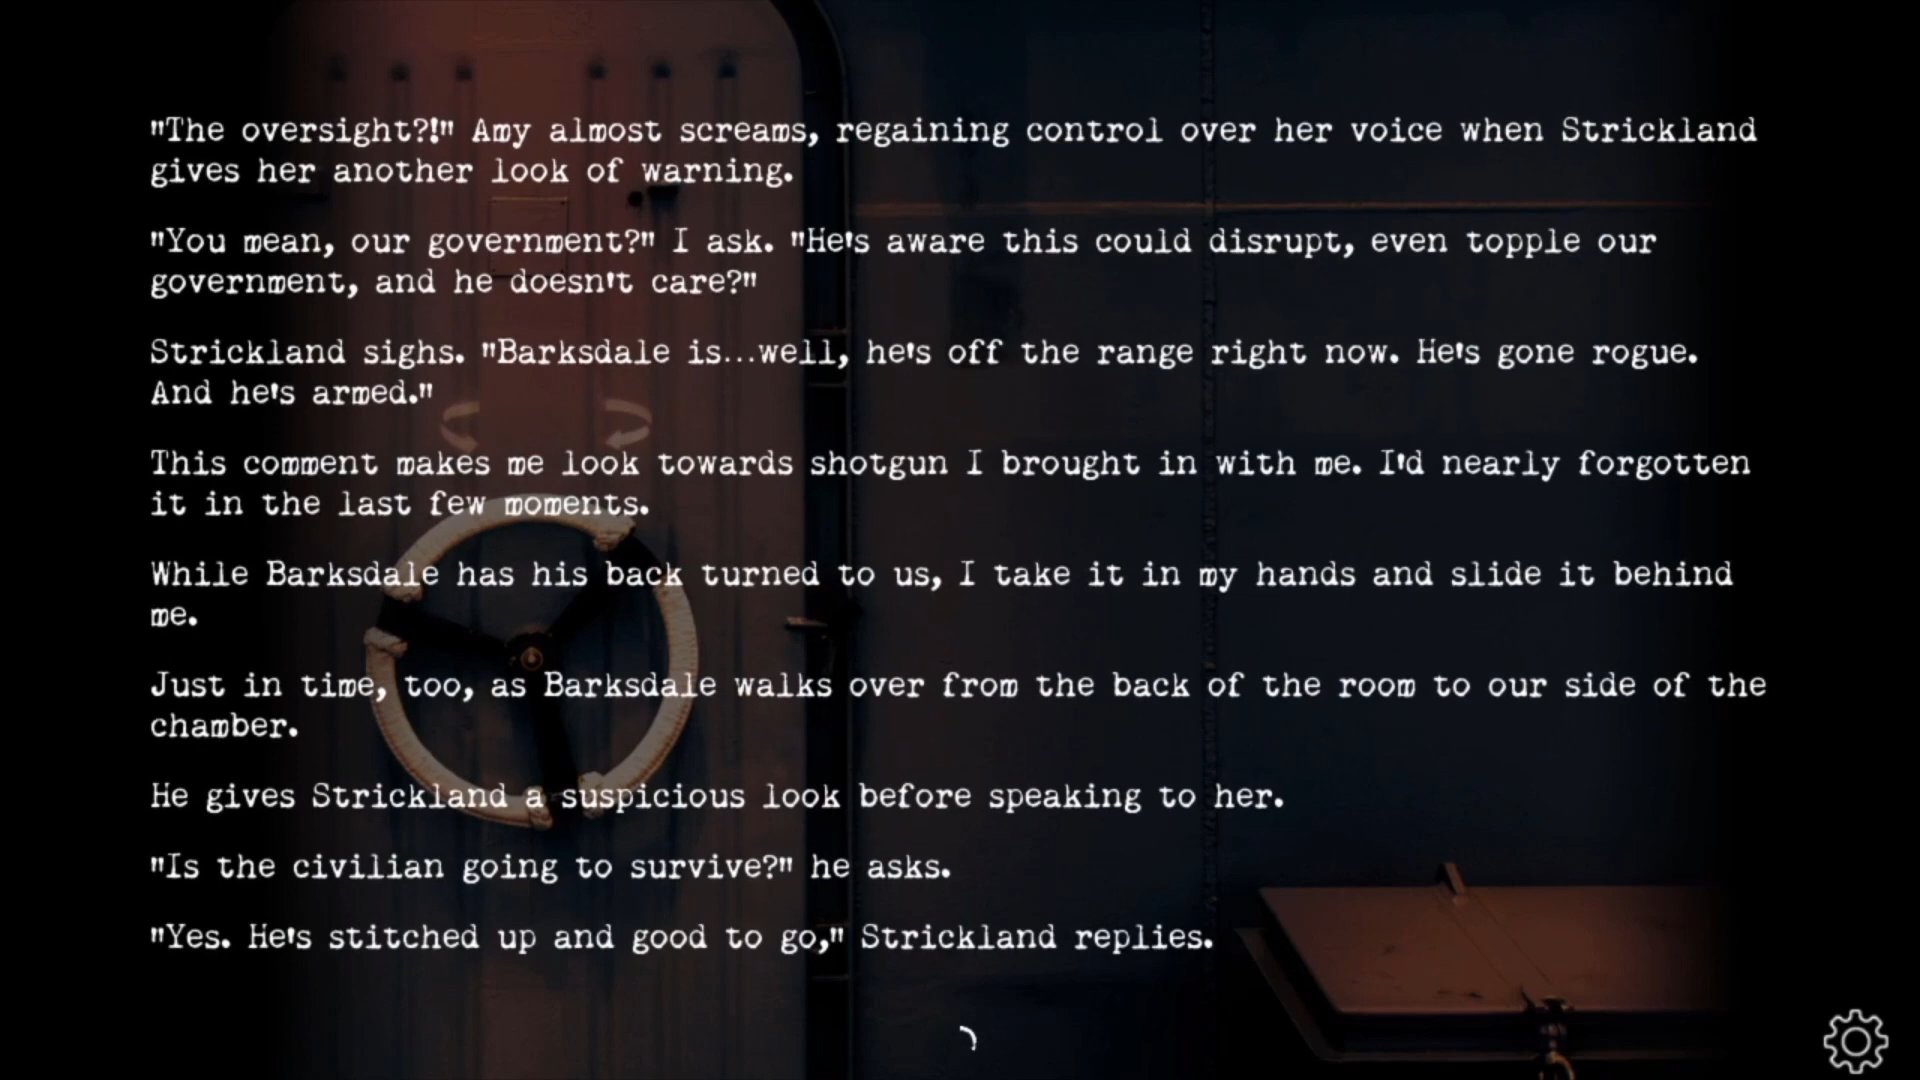 "The oversight?!" Amy almost screams, regaining control over her voice when Strickland
gives her another look of warning.
"You mean, our government?" I ask. "He's aware this could disrupt, even topple our
government, and he doesn't care?"
Strickland sighs. "Barksdale is...well, he's off the range right now. He's gone rogue.
And he's armed."
This comment makes me look towards shotgun I brought in with me. I'd nearly forgotten
it in the last few moments.
While Barksdale has his back turned to us, I take it in my hands and slide it behind
me.
Just in time, too, as Barksdale walks over from the back of the room to our side of the
chamber.
He gives Strickland a suspicious look before speaking to her.
"Is the civilian going to survive?" he asks.
"Yes. He's stitched up and good to go," Strickland replies.